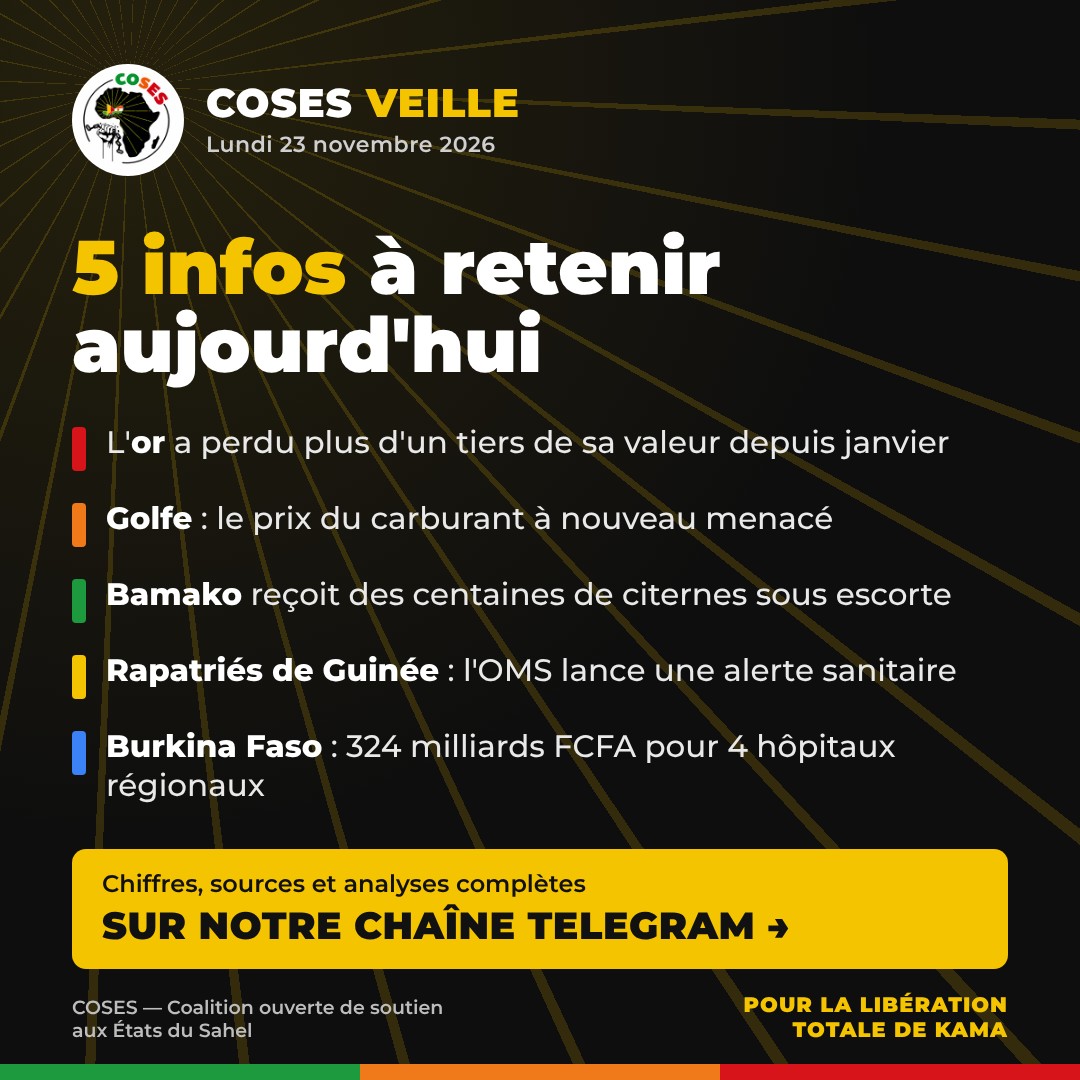 COSES
COSES VEILLE
Lundi 23 novembre 2026
5 infos à retenir
aujourd'hui
L'or a perdu plus d'un tiers de sa valeur depuis janvier
Golfe : le prix du carburant à nouveau menacé
Bamako reçoit des centaines de citernes sous escorte
Rapatriés de Guinée : l'OMS lance une alerte sanitaire
Burkina Faso : 324 milliards FCFA pour 4 hôpitaux
régionaux
Chiffres, sources et analyses complètes
SUR NOTRE CHAÎNE TELEGRAM →
COSES — Coalition ouverte de soutien
aux États du Sahel
POUR LA LIBÉRATION
TOTALE DE KAMA